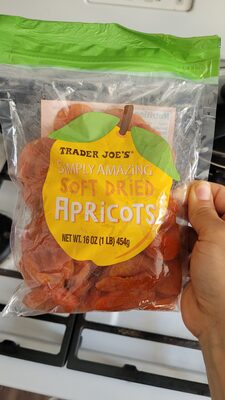 TRADER JOE'S®
SIMPLY AMAZING
SOFT DRIED
APRICOTS
NET WT. 16 OZ (1 LB) 454g